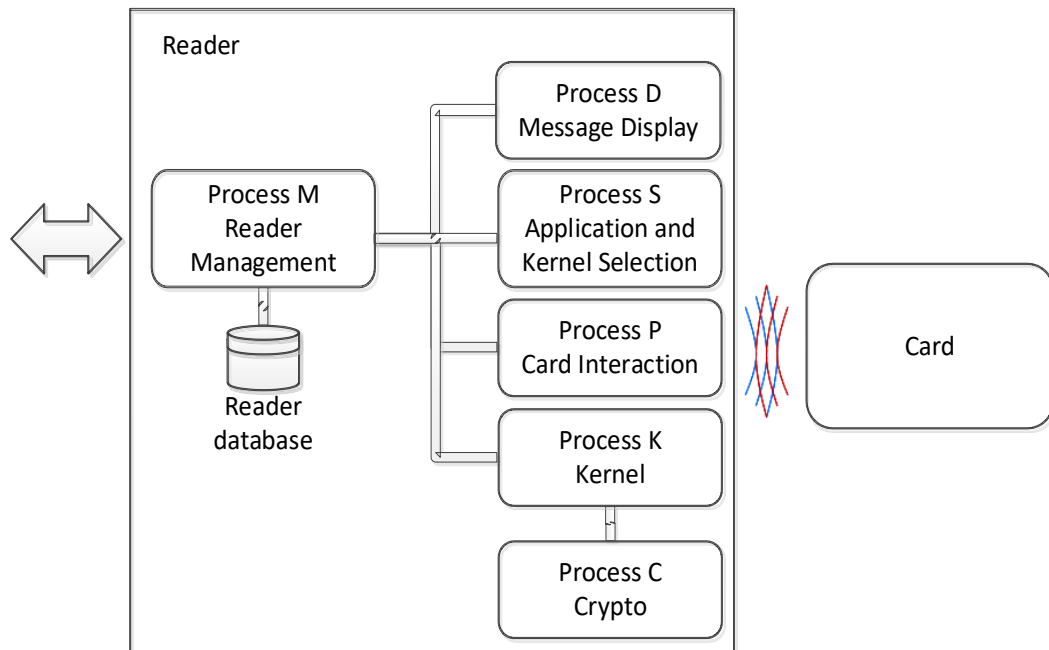 Reader
Process D
Message Display
Process M
Reader
Management
Process S
Application and
Kernel Selection
Process P
Card Interaction
Card
Reader
database
Process K
Kernel
Process C
Crypto